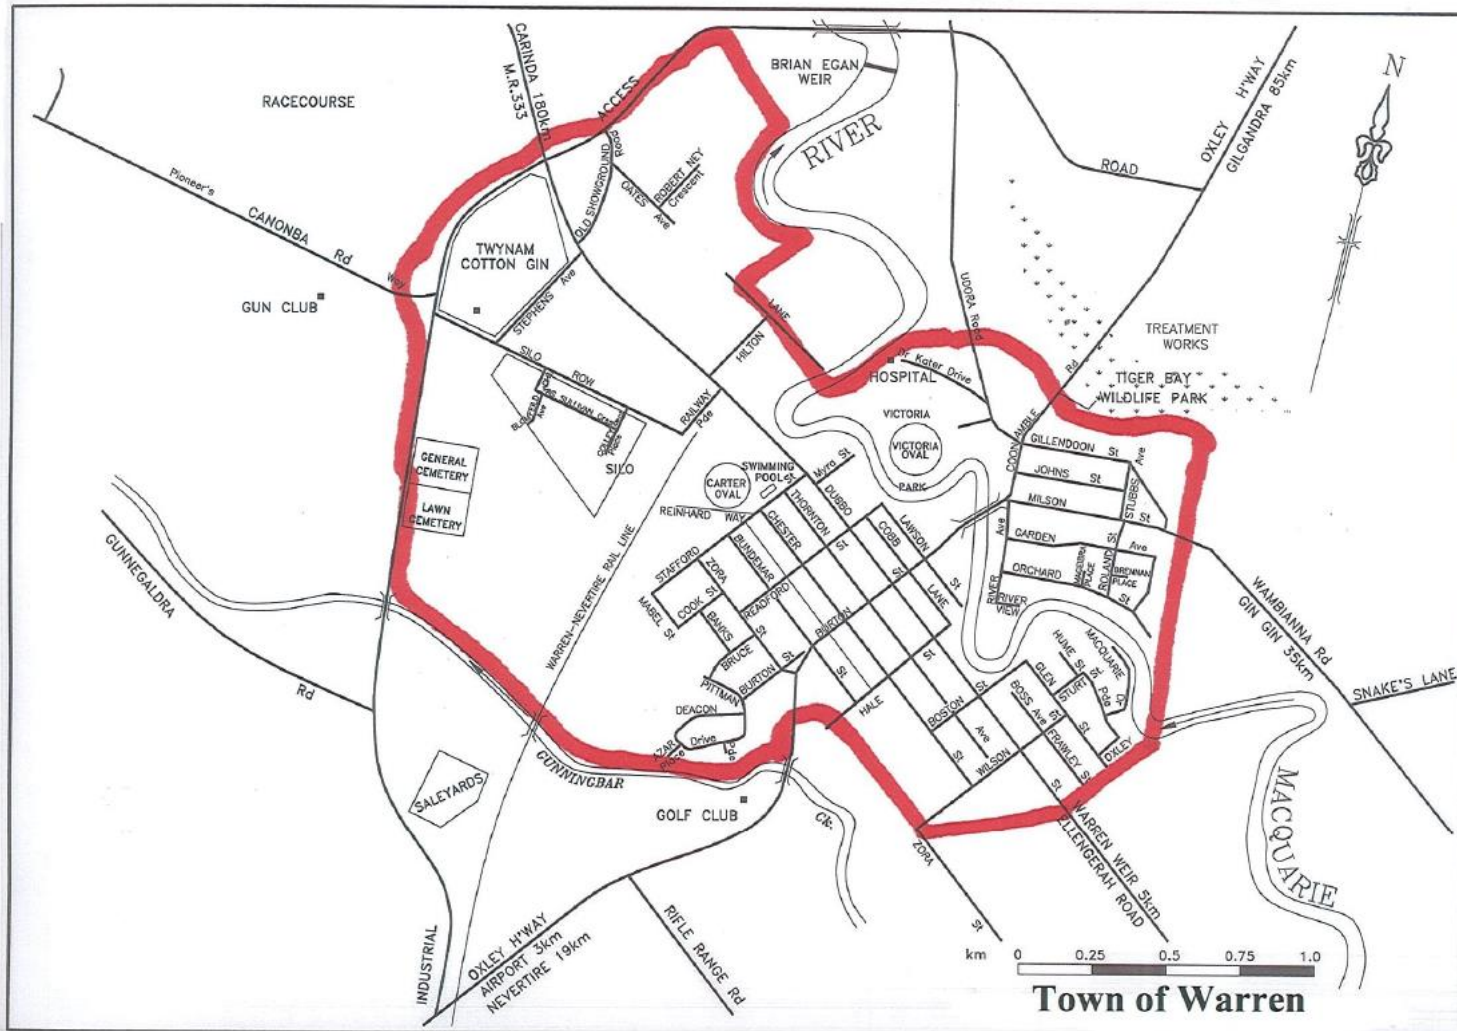 CARINDA 180km
M.R.333
ACCESS
BRIAN EGAN
WEIR
RIVER
OXLEY H'WAY
GILGANDRA 85km
N
RACECOURSE
ROAD
Pioneer's
Way
CANONBA
Rd
OLD SHOWGROUND
Road
OATES
Ave
ROBERT NEY
Crescent
TWYNAM
COTTON GIN
GUN CLUB
STEPHENS
Ave
LANE
HILTON
UDORA Road
TREATMENT
WORKS
TIGER BAY
WILDLIFE PARK
SILO
ROW
Dr Kater Drive
HOSPITAL
Rd
COONAMBLE
RAILWAY
Pde
SILO
VICTORIA
VICTORIA
OVAL
PARK
GILLENDOON St
JOHNS St
MILSON
St
STUBBS
Ave
GENERAL
CEMETERY
LAWN
CEMETERY
CARTER
OVAL
SWIMMING
POOL
Myra St
REINHARD WAY
DUBBO
St
THORNTON
St
CHESTER
BUNDEMAR
COBB
LAWSON
St
LANE
GARDEN
Ave
ORCHARD
St
ROLAND
St
BRENNAN
PLACE
RIVER
Ave
RIVER
VIEW
STAFFORD
ZORA
COOK St
MABEL St
READFORD
St
BANKS
BRUCE
BURTON
St
BURTON
St
PITTMAN
DEACON
Drive
Pde
AZAR
Place
HALE
St
BOSTON
St
WILSON
St
Ave
BOSS Ave
GLEN
St
HUME St
STURT
St
Pde
MACQUARIE
Dr
FRAWLEY St
OXLEY
WARREN-NEVERTIRE RAIL LINE
GUNNEGALDRA
Rd
WAMBIANNA Rd
GIN GIN 35km
SNAKE'S LANE
GUNNINGBAR
Ck.
SALEYARDS
GOLF CLUB
ZORA
St
WARREN WEIR 5km
ELLENGERAH ROAD
MACQUARIE
INDUSTRIAL
OXLEY H'WAY
AIRPORT 3km
NEVERTIRE 19km
RIFLE RANGE Rd
km 0 0.25 0.5 0.75 1.0
Town of Warren